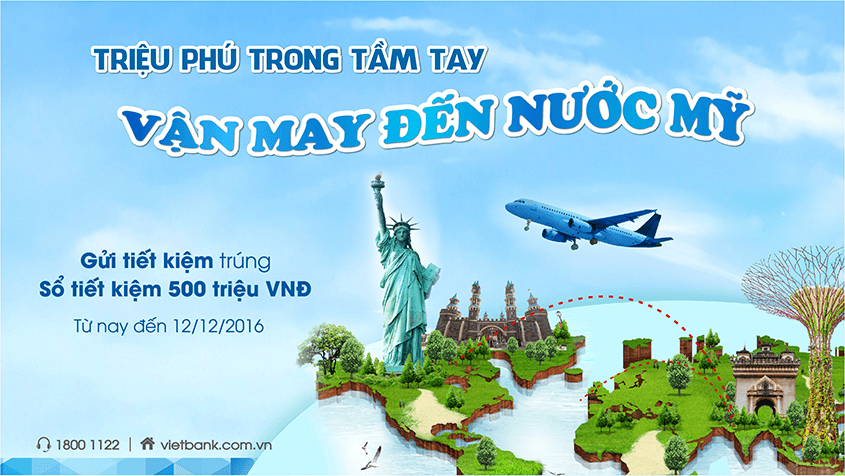 TRIỆU PHÚ TRONG TẦM TAY
VẬN MAY ĐẾN NƯỚC MỸ
Gửi tiết kiệm trúng
Sổ tiết kiệm 500 triệu VNĐ
Từ nay đến 12/12/2016
1800 1122 | vietbank.com.vn